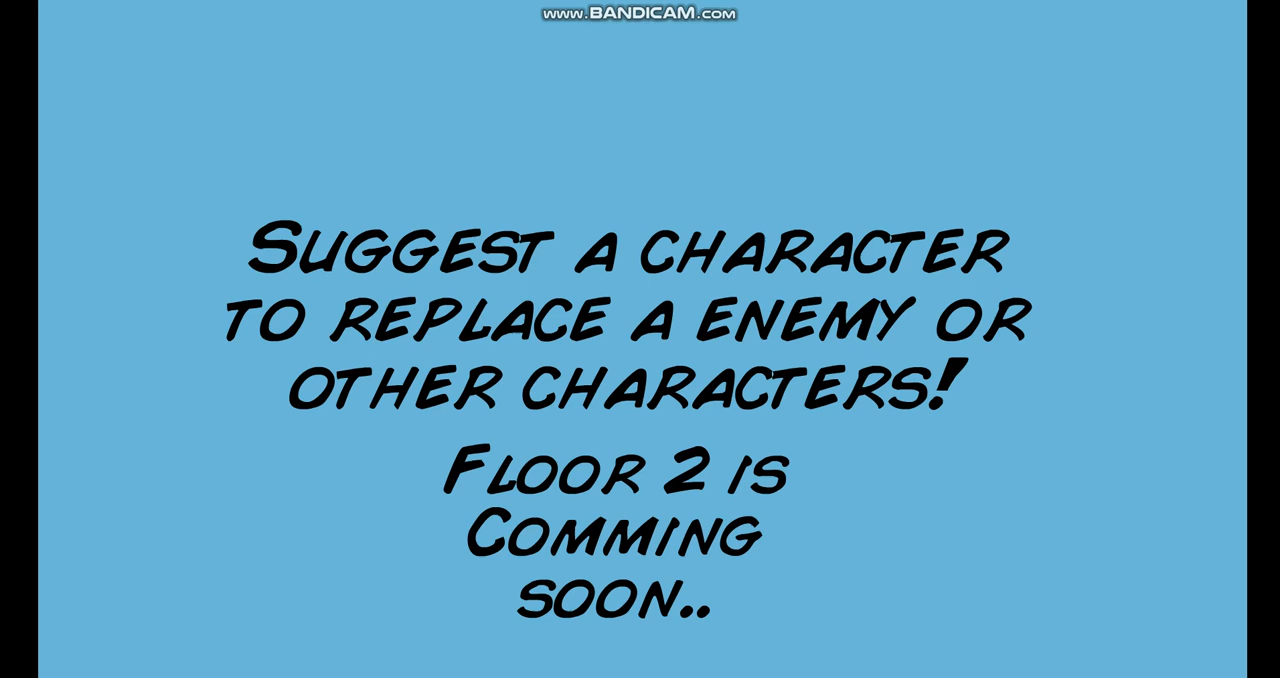 www.BANDICAM.com
Suggest a character
to replace a enemy or
other characters!
Floor 2 is
Comming
soon..